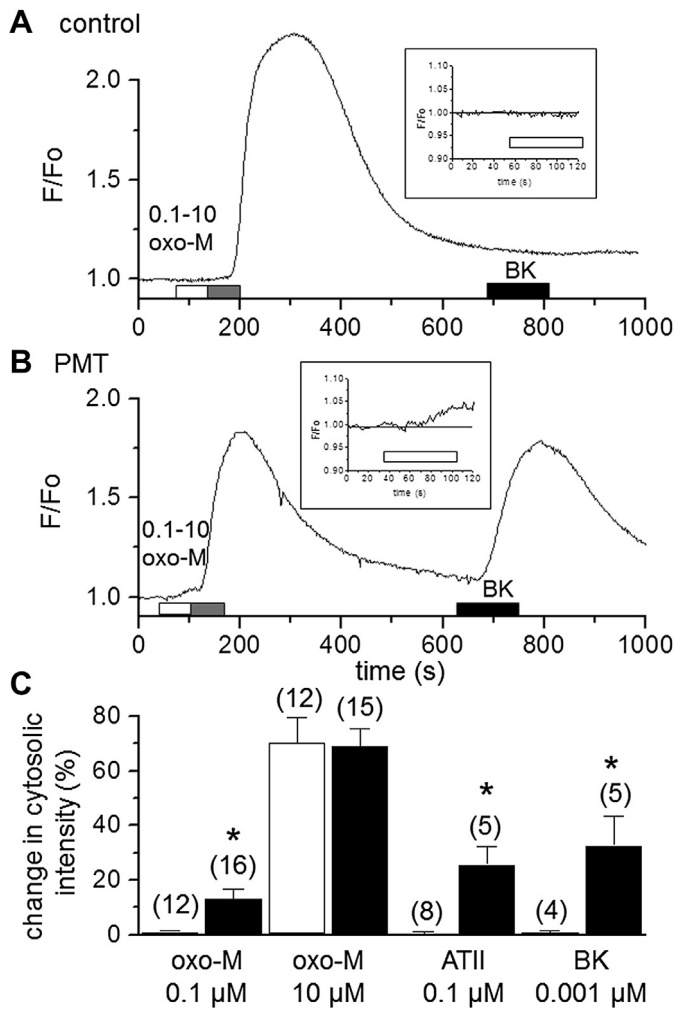 A control
F/Fo
2.0
1.5
1.0
0.1-10
oxo-M
BK
0 200 400 600 800 1000
F/Fo
1.10
1.05
1.00
0.95
0.90
0 20 40 60 80 100 120
time (s)
B PMT
F/Fo
2.0
1.5
1.0
0.1-10
oxo-M
BK
0 200 400 600 800 1000
time (s)
F/Fo
1.10
1.05
1.00
0.95
0.90
0 20 40 60 80 100 120
time (s)
C
change in cytosolic
intensity (%)
80
60
40
20
0
(12)
*
(16)
(12)
(15)
(8)
*
(5)
(4)
*
(5)
oxo-M oxo-M ATII BK
0.1 µM 10 µM 0.1 µM 0.001 µM